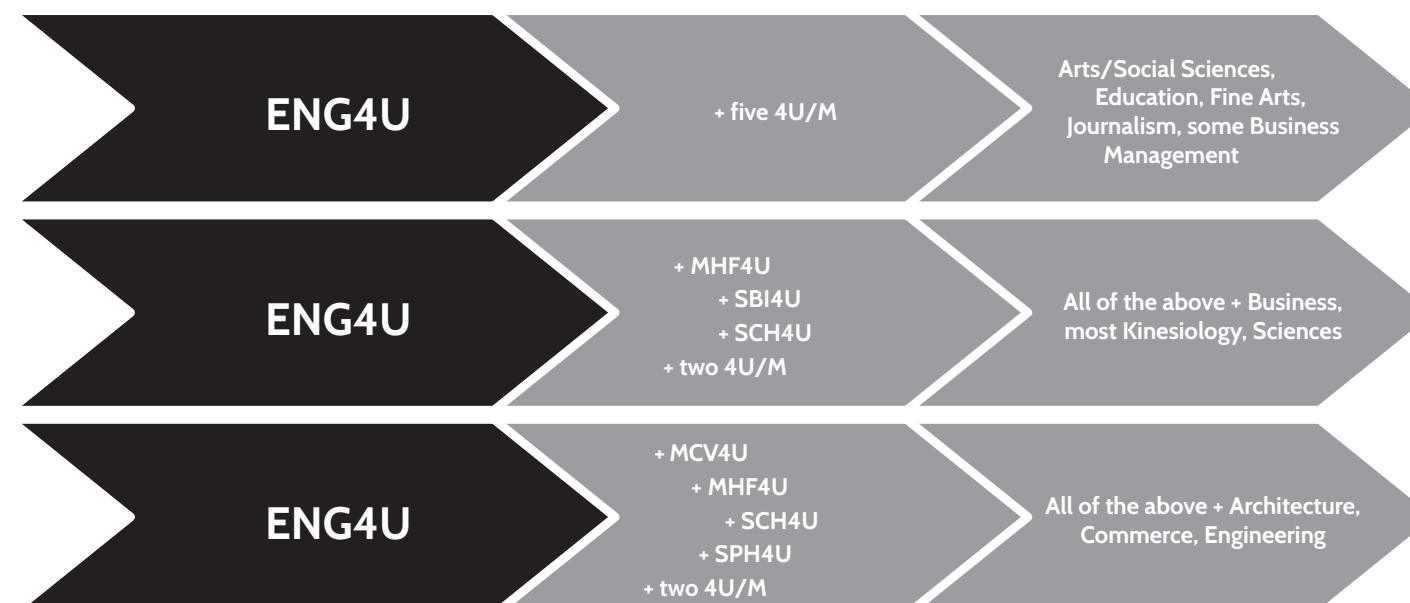 ENG4U
+ five 4U/M
Arts/Social Sciences,
Education, Fine Arts,
Journalism, some Business
Management
ENG4U
+ MHF4U
+ SBI4U
+ SCH4U
+ two 4U/M
All of the above + Business,
most Kinesiology, Sciences
ENG4U
+ MCV4U
+ MHF4U
+ SCH4U
+ SPH4U
+ two 4U/M
All of the above + Architecture,
Commerce, Engineering